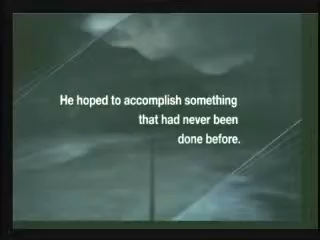 He hoped to accomplish something
that had never been
done before.